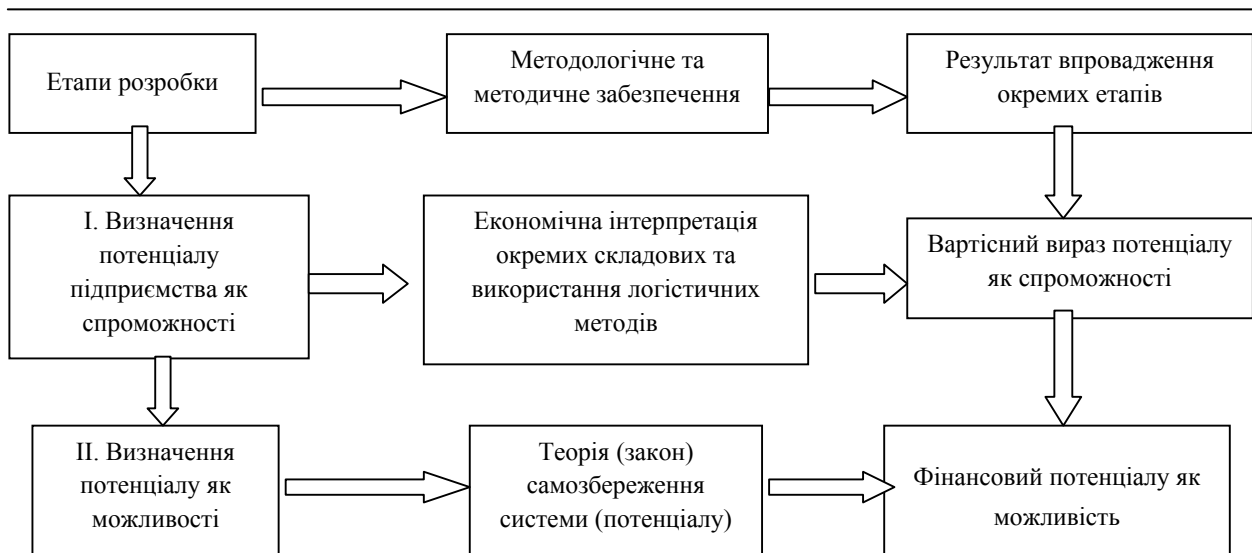 Етапи розробки
Методологічне та
методичне забезпечення
Результат впровадження
окремих етапів
І. Визначення
потенціалу
підприємства як
спроможності
Економічна інтерпретація
окремих складових та
використання логістичних
методів
Вартісний вираз потенціалу
як спроможності
ІІ. Визначення
потенціалу як
можливості
Теорія (закон)
самозбереження
системи (потенціалу)
Фінансовий потенціалу як
можливість